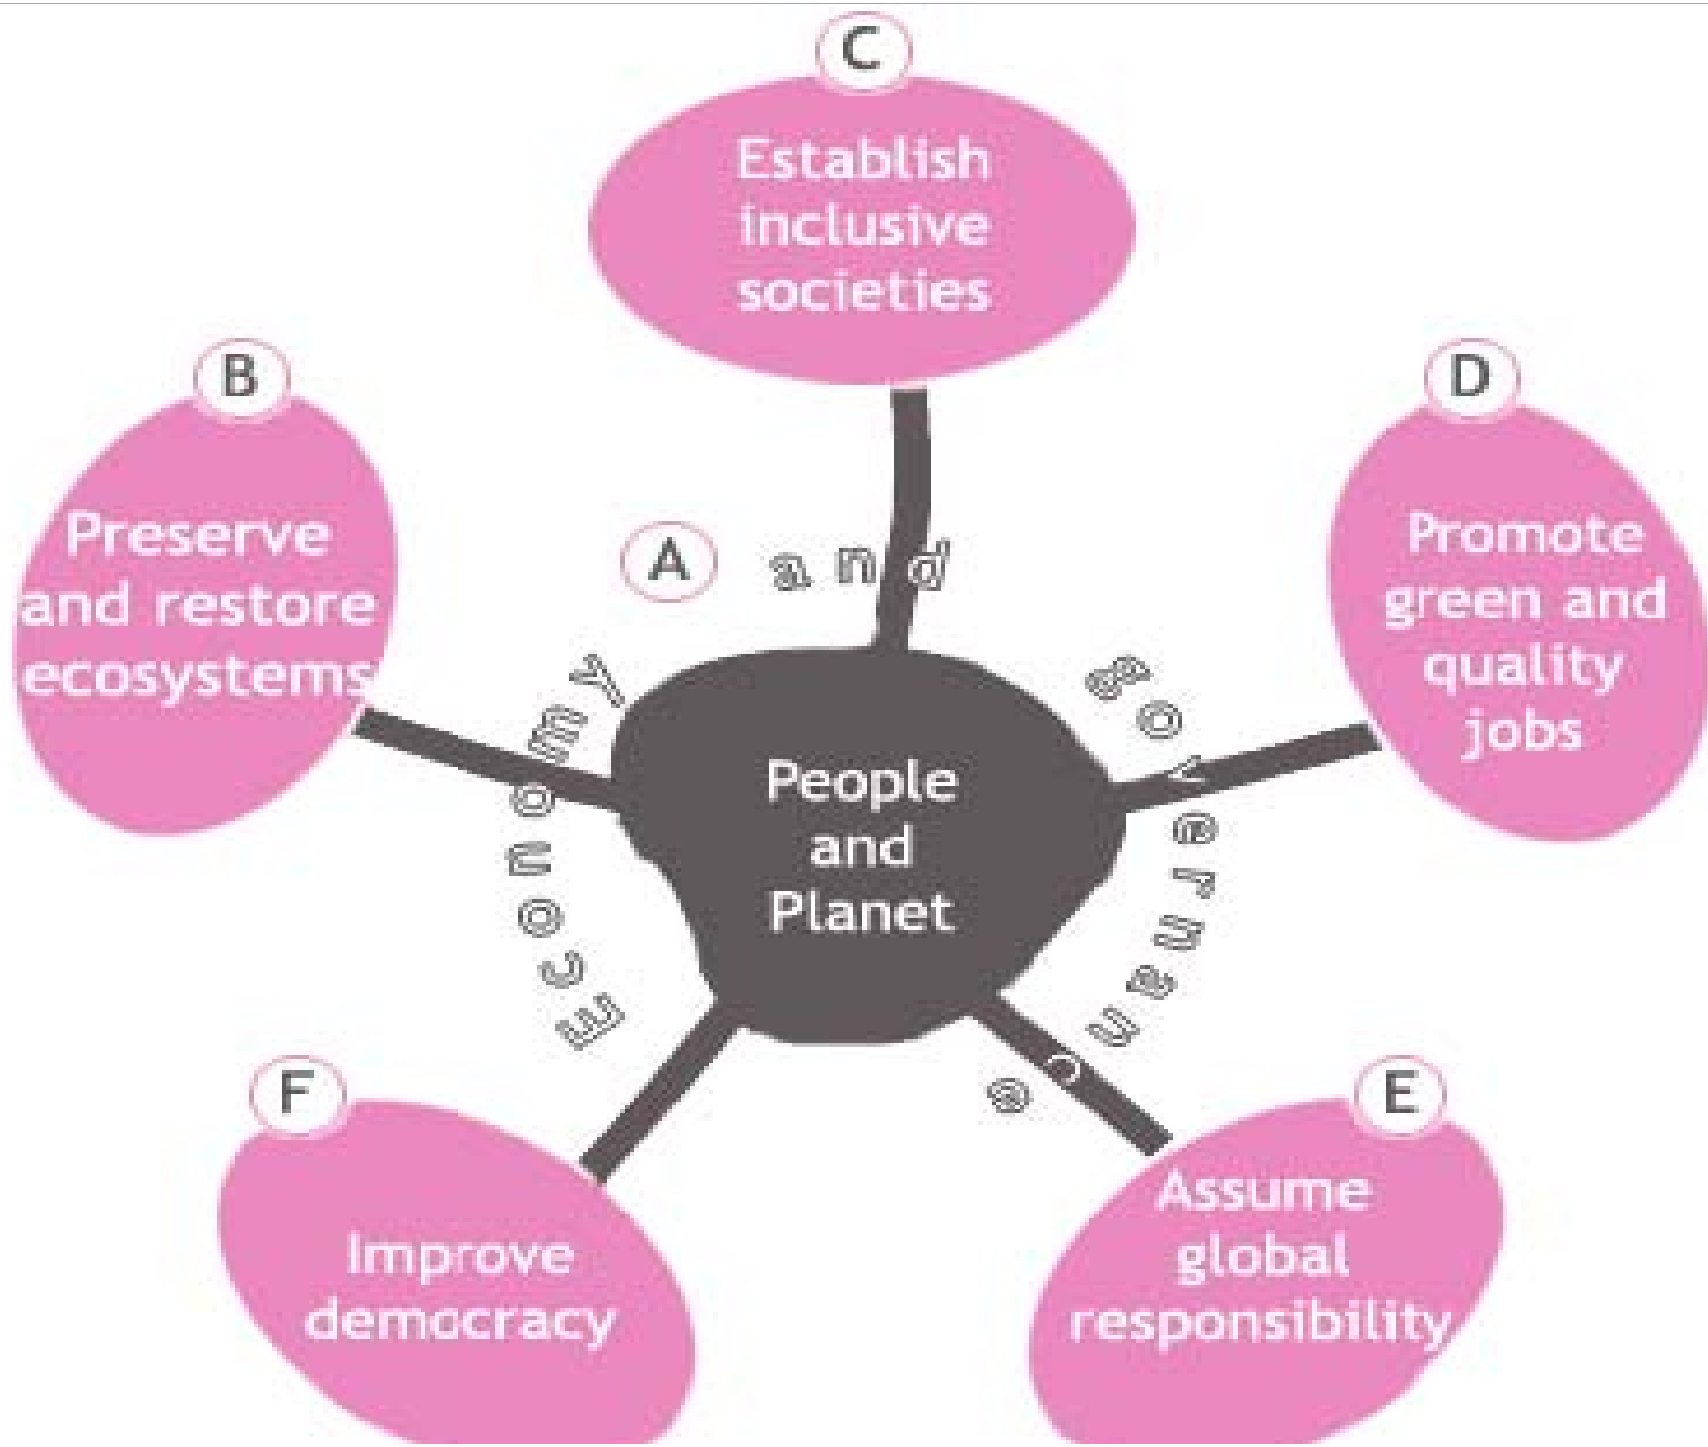 C
Establish
inclusive
societies
B
Preserve
and restore
ecosystems
D
Promote
green and
quality
jobs
A
Economy and governance
People
and
Planet
F
Improve
democracy
E
Assume
global
responsibility